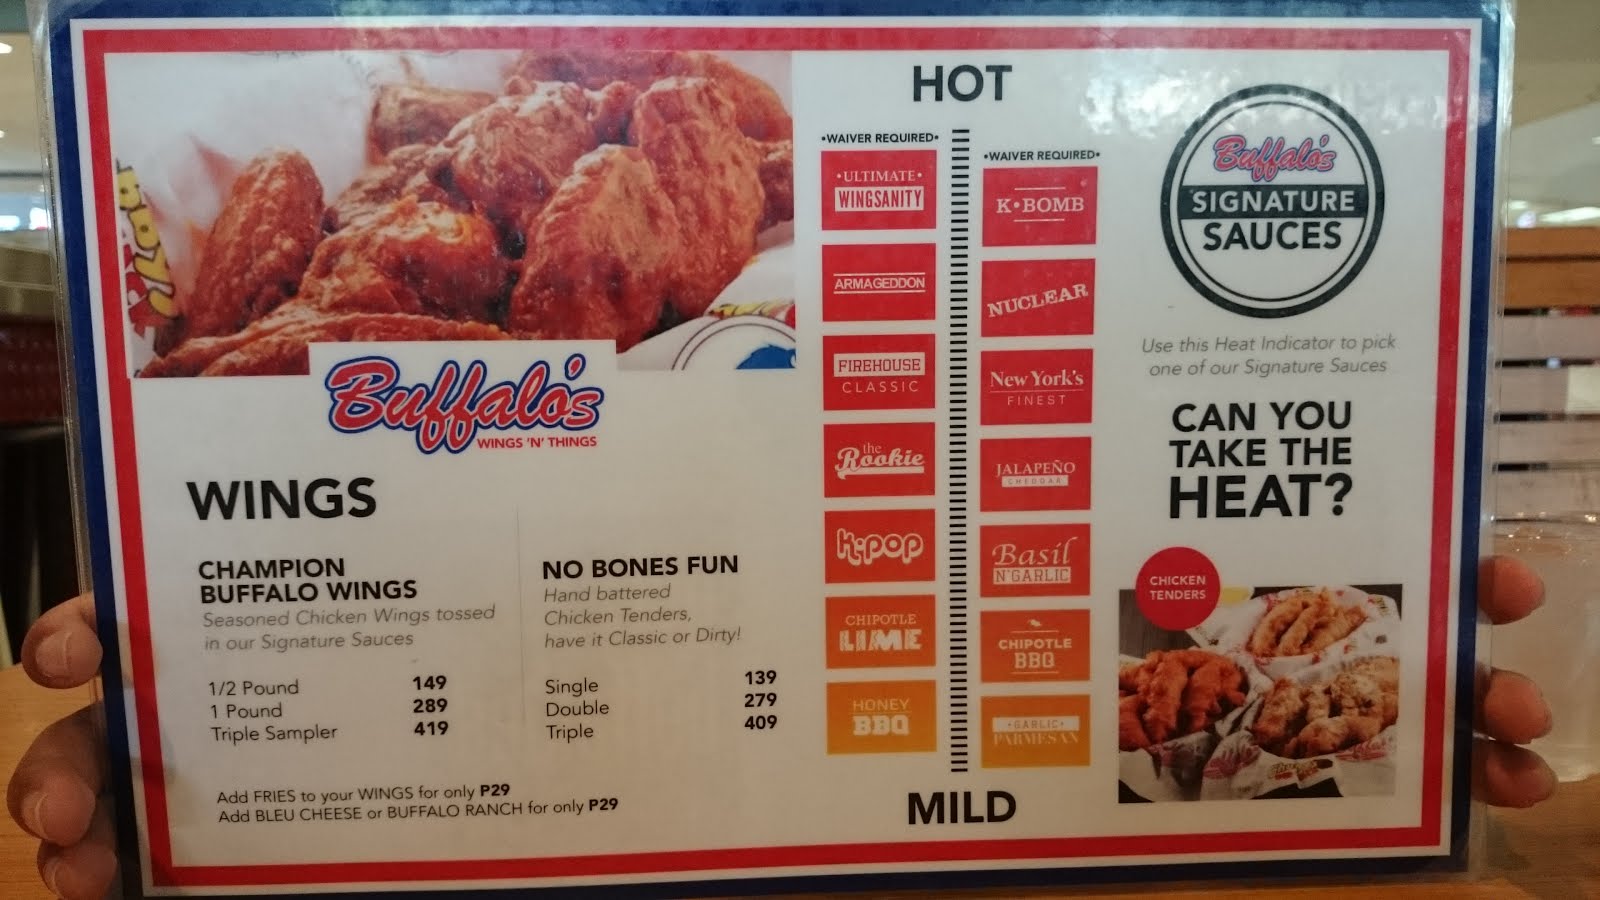 Buffalo's
WINGS 'N' THINGS
WINGS
CHAMPION
BUFFALO WINGS
Seasoned Chicken Wings tossed
in our Signature Sauces
1/2 Pound 149
1 Pound 289
Triple Sampler 419
NO BONES FUN
Hand battered
Chicken Tenders,
have it Classic or Dirty!
Single 139
Double 279
Triple 409
Add FRIES to your WINGS for only P29
Add BLEU CHEESE or BUFFALO RANCH for only P29
HOT
•WAIVER REQUIRED•
•ULTIMATE•
WINGSANITY
ARMAGEDDON
FIREHOUSE
CLASSIC
the
Rookie
K-POP
CHIPOTLE
LIME
HONEY
BBQ
•WAIVER REQUIRED•
K•BOMB
NUCLEAR
New York's
FINEST
JALAPEÑO
CHEDDAR
Basil
N'GARLIC
CHIPOTLE
BBQ
•GARLIC•
PARMESAN
MILD
Buffalo's
SIGNATURE
SAUCES
Use this Heat Indicator to pick
one of our Signature Sauces
CAN YOU
TAKE THE
HEAT?
CHICKEN
TENDERS